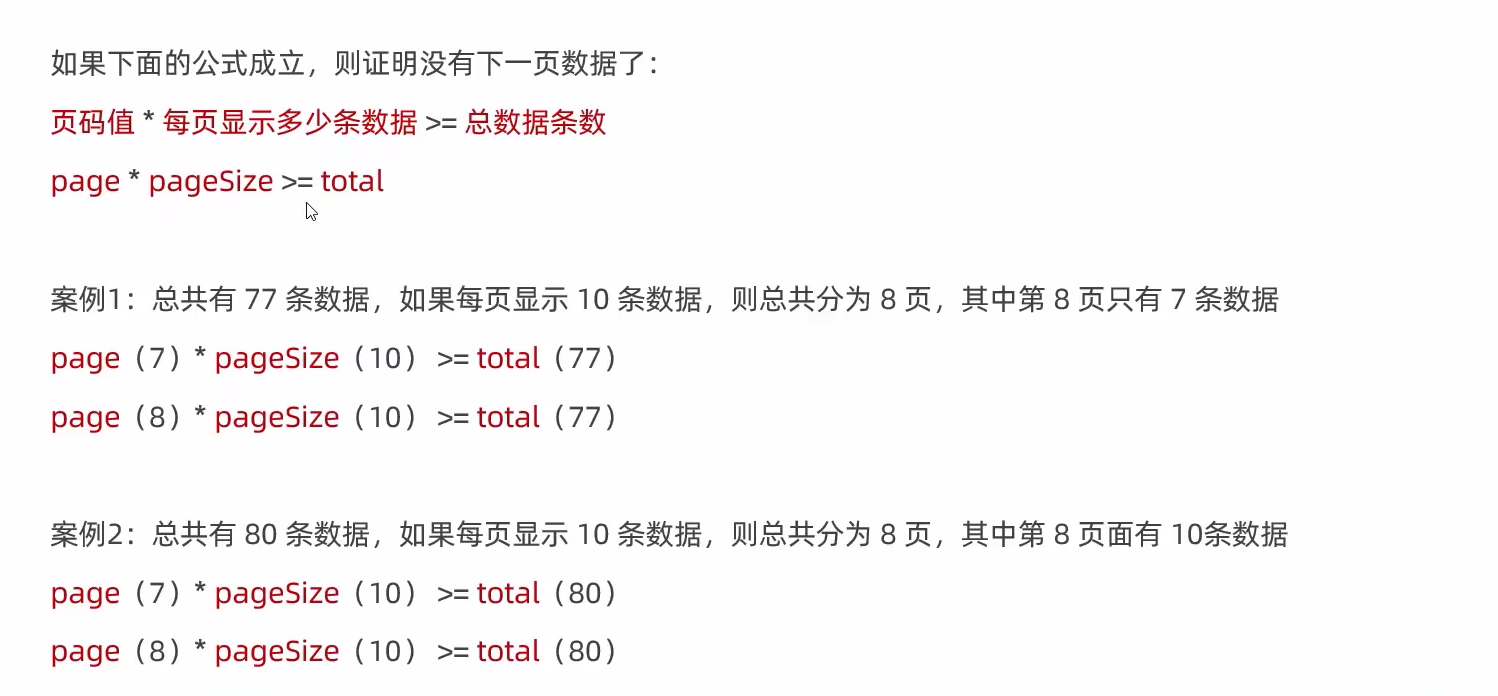 如果下面的公式成立，则证明没有下一页数据了：
页码值 * 每页显示多少条数据 >= 总数据条数
page * pageSize >= total
案例1：总共有 77 条数据，如果每页显示 10 条数据，则总共分为 8 页，其中第 8 页只有 7 条数据
page（7）* pageSize（10） >= total（77）
page（8）* pageSize（10） >= total（77）
案例2：总共有 80 条数据，如果每页显示 10 条数据，则总共分为 8 页，其中第 8 页面有 10条数据
page（7）* pageSize（10） >= total（80）
page（8）* pageSize（10） >= total（80）